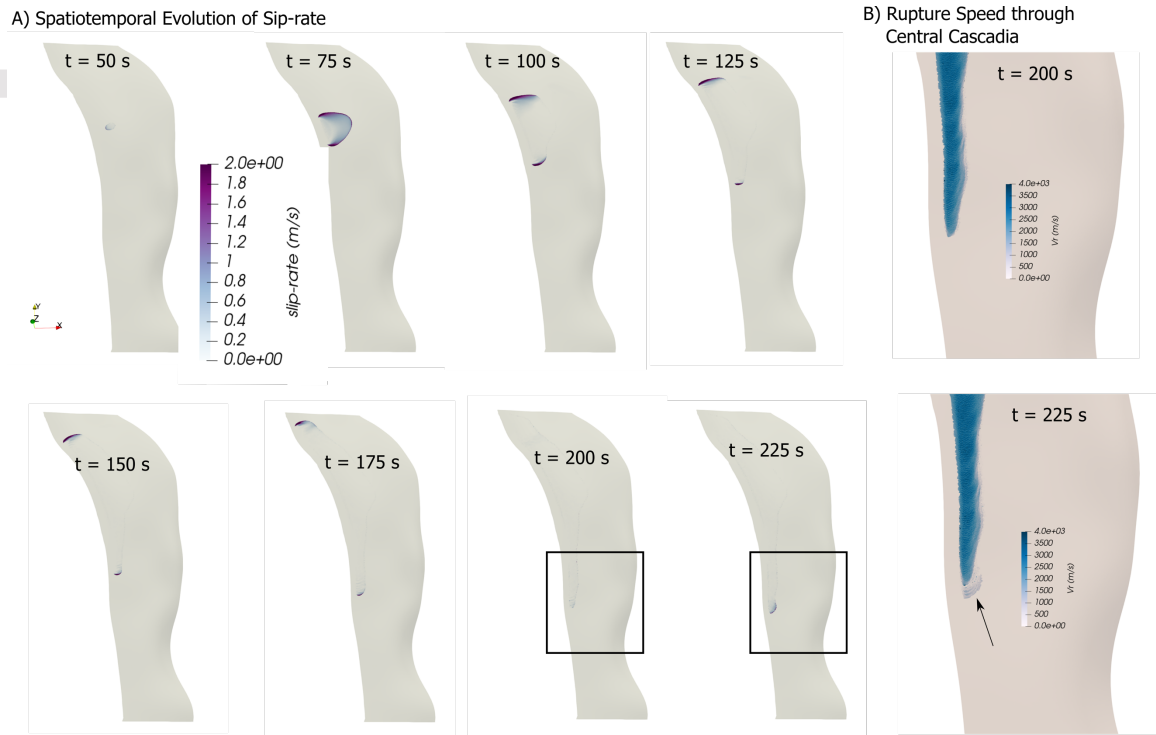 A) Spatiotemporal Evolution of Sip-rate
B) Rupture Speed through
Central Cascadia
t = 50 s
t = 75 s
t = 100 s
t = 125 s
t = 200 s
2.0e+00
1.8
1.6
1.4
1.2
1
0.8
0.6
0.4
0.2
0.0e+00
slip-rate (m/s)
Y
Z
X
4.0e+03
3500
3000
2500
2000
1500
1000
500
0.0e+00
Vr (m/s)
t = 150 s
t = 175 s
t = 200 s
t = 225 s
t = 225 s
4.0e+03
3500
3000
2500
2000
1500
1000
500
0.0e+00
Vr (m/s)